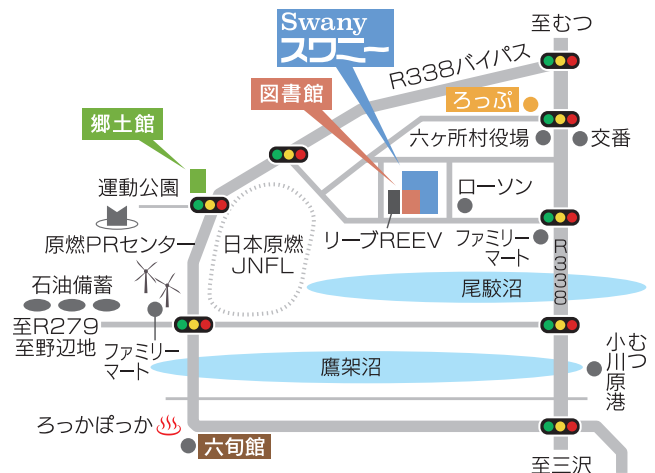 至むつ
Swany
スワニー
R338バイパス
図書館
ろっぷ
郷土館
六ヶ所村役場
交番
運動公園
ローソン
原燃PRセンター
日本原燃
JNFL
リーブREEV
ファミリー
マート
R338
石油備蓄
尾駮沼
至R279
至野辺地
ファミリー
マート
鷹架沼
むつ
小川原港
ろっかぽっか
六旬館
至三沢